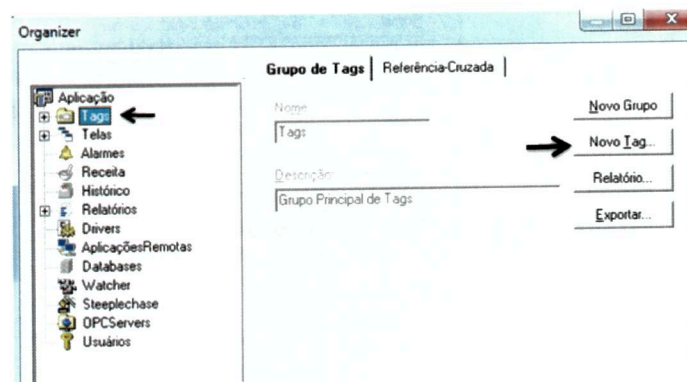 Organizer
Grupo de Tags
Referência-Cruzada
Aplicação
Tags
Telas
Alarmes
Receita
Histórico
Relatórios
Drivers
AplicaçõesRemotas
Databases
Watcher
Steeplechase
OPCServers
Usuários
Nome
Tags
Descrição:
Grupo Principal de Tags
Novo Grupo
Novo Tag...
Relatório...
Exportar...